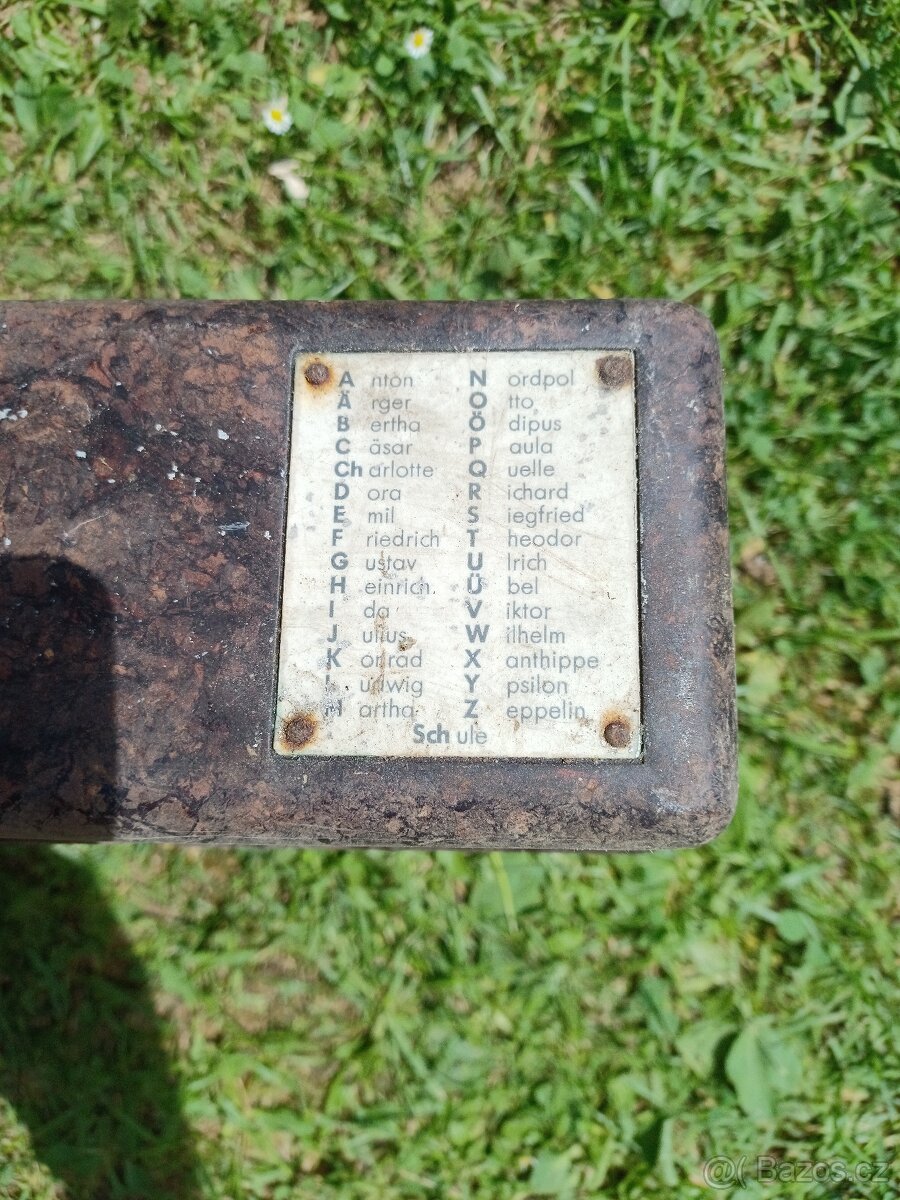 A nton N ordpol
Ä rger O tto
B ertha Ö dipus
C äsar P aula
Ch arlotte Q uelle
D ora R ichard
E mil S iegfried
F riedrich T heodor
G ustav U lrich
H einrich Ü bel
I da V iktor
J ulius W ilhelm
K onrad X anthippe
L udwig Y psilon
M artha Z eppelin
Sch ule
@( Bazos.cz